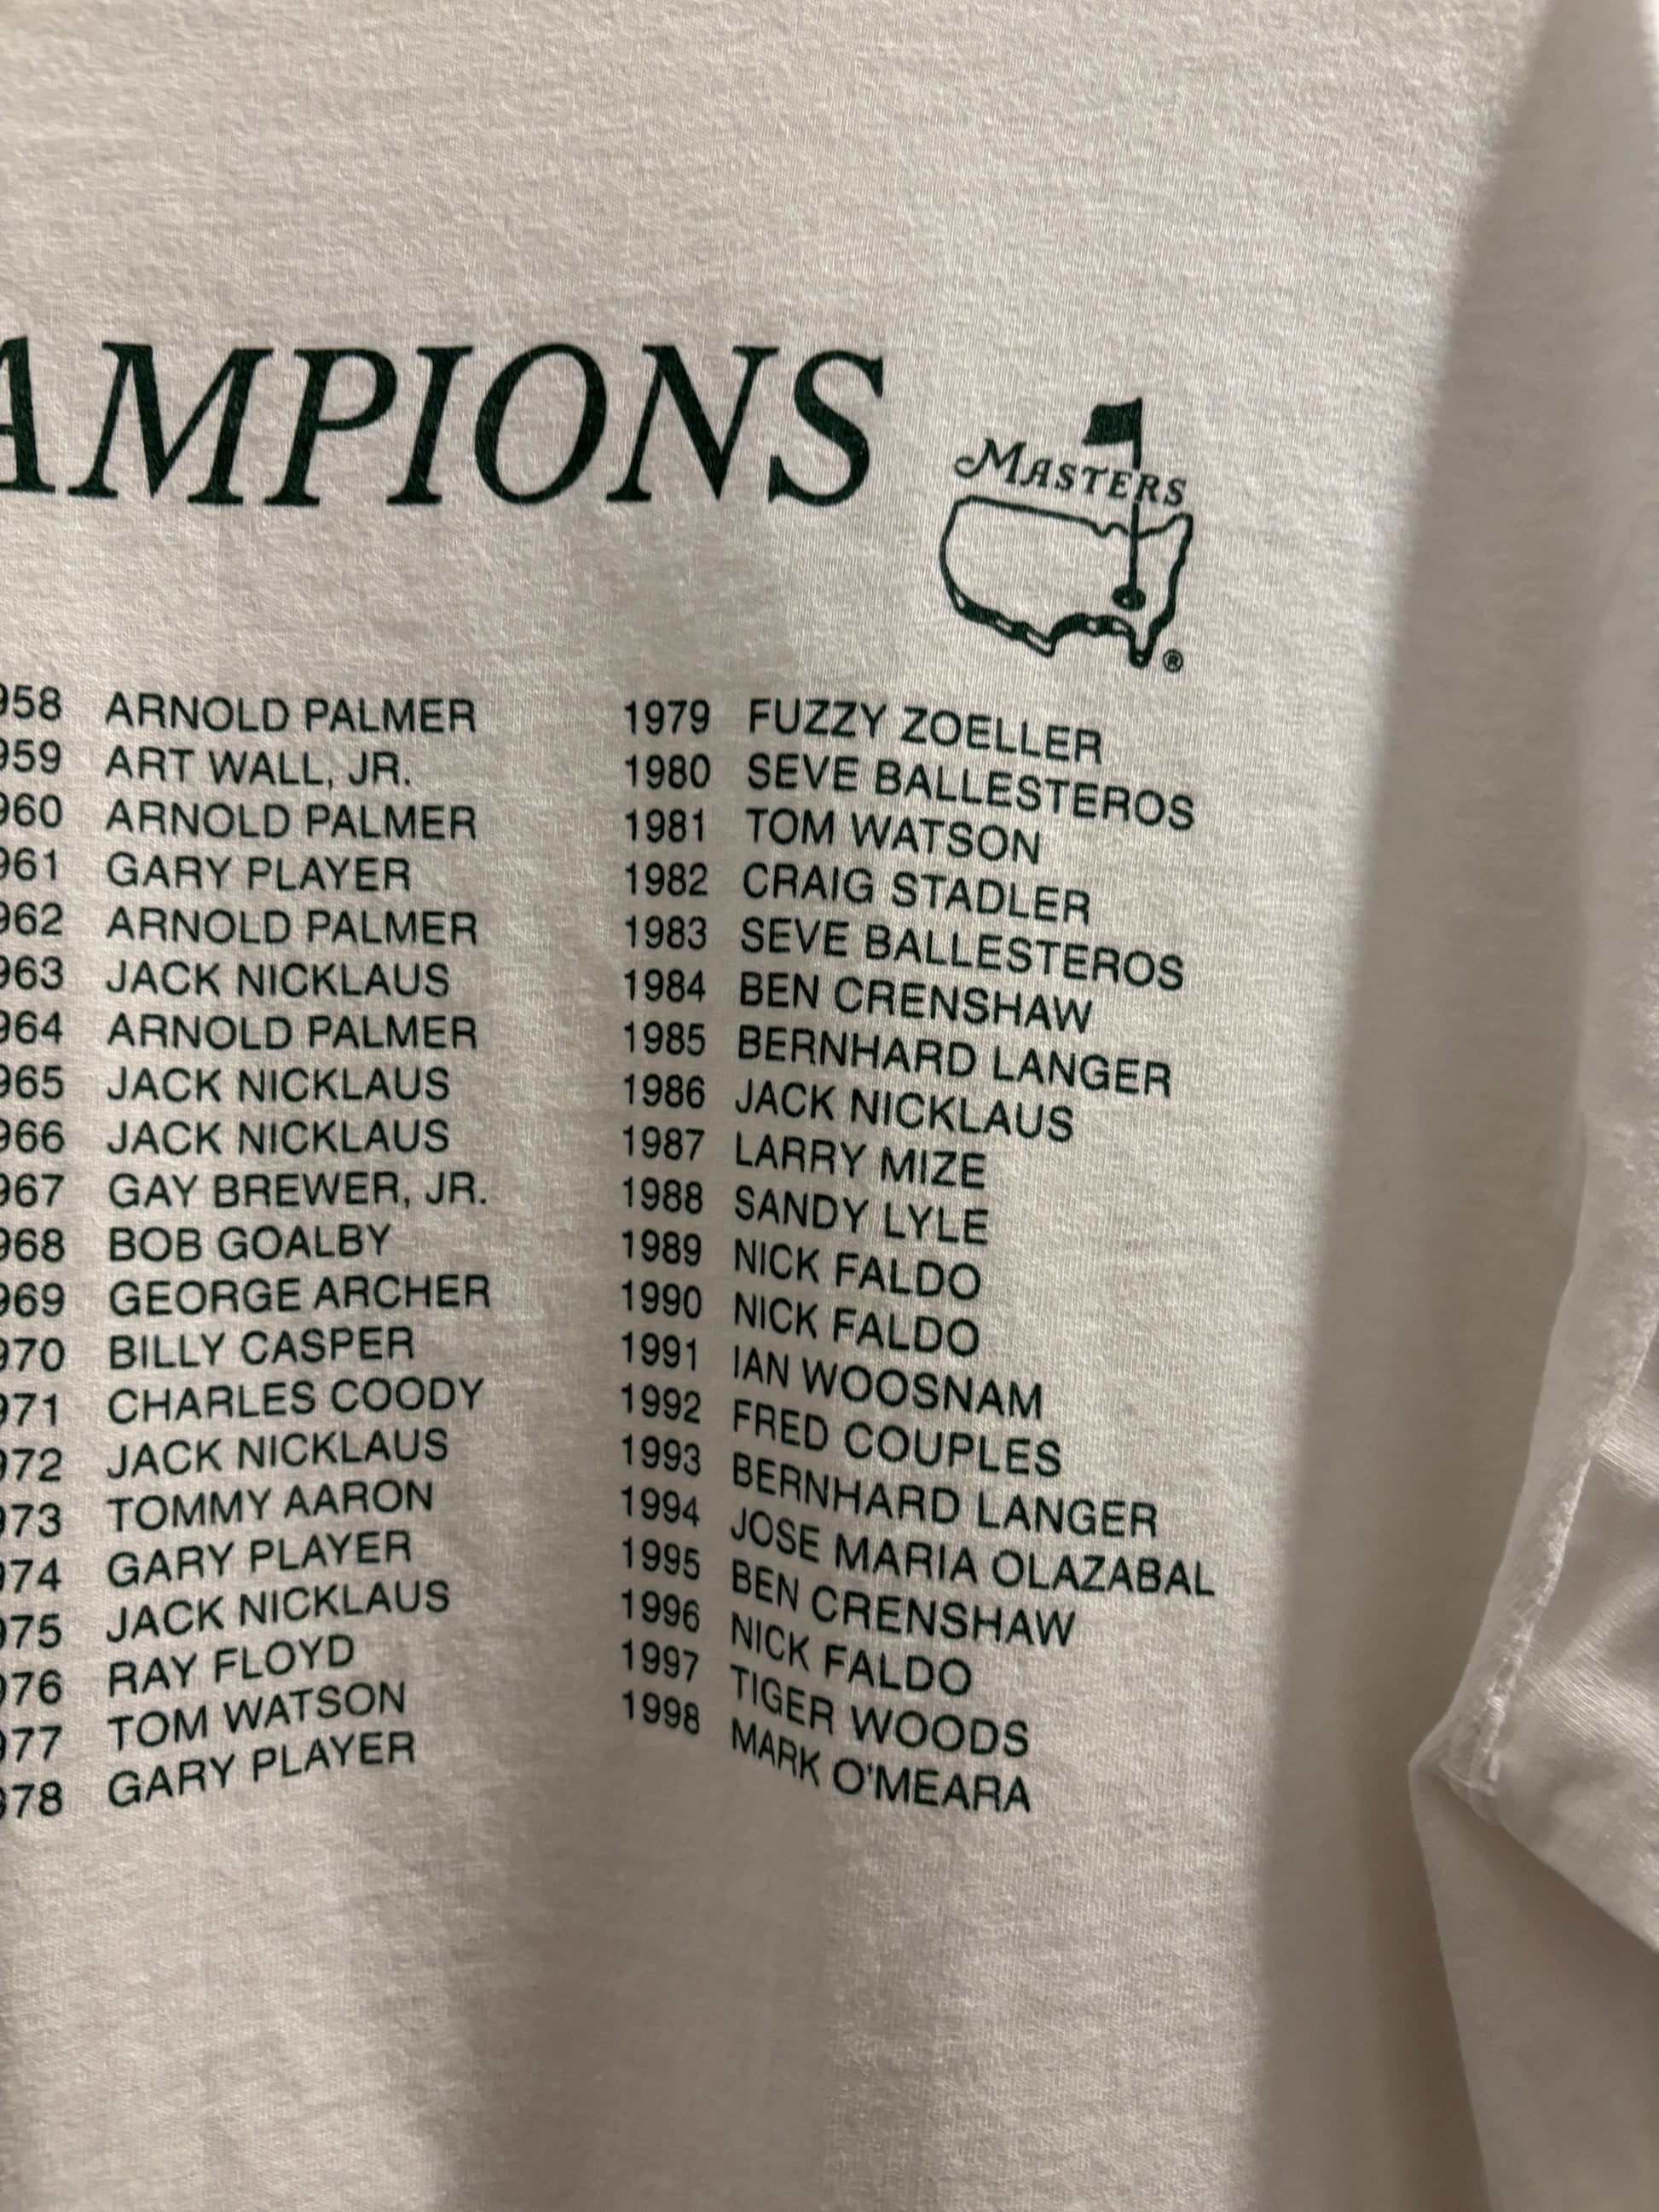 AMPIONS
MASTERS
®
958 ARNOLD PALMER
959 ART WALL, JR.
960 ARNOLD PALMER
961 GARY PLAYER
962 ARNOLD PALMER
963 JACK NICKLAUS
964 ARNOLD PALMER
965 JACK NICKLAUS
966 JACK NICKLAUS
967 GAY BREWER, JR.
968 BOB GOALBY
969 GEORGE ARCHER
970 BILLY CASPER
971 CHARLES COODY
972 JACK NICKLAUS
973 TOMMY AARON
974 GARY PLAYER
975 JACK NICKLAUS
976 RAY FLOYD
977 TOM WATSON
978 GARY PLAYER
1979 FUZZY ZOELLER
1980 SEVE BALLESTEROS
1981 TOM WATSON
1982 CRAIG STADLER
1983 SEVE BALLESTEROS
1984 BEN CRENSHAW
1985 BERNHARD LANGER
1986 JACK NICKLAUS
1987 LARRY MIZE
1988 SANDY LYLE
1989 NICK FALDO
1990 NICK FALDO
1991 IAN WOOSNAM
1992 FRED COUPLES
1993 BERNHARD LANGER
1994 JOSE MARIA OLAZABAL
1995 BEN CRENSHAW
1996 NICK FALDO
1997 TIGER WOODS
1998 MARK O'MEARA